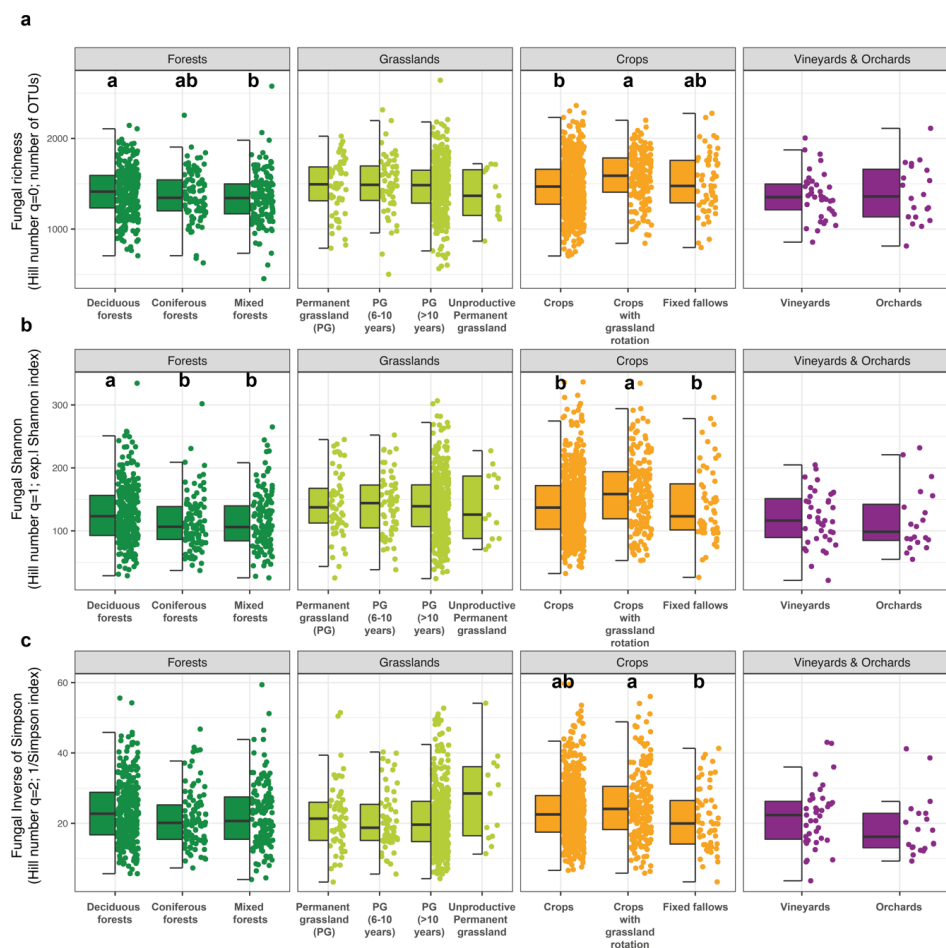 a
Forests
Grasslands
Crops
Vineyards & Orchards
a ab b
b a ab
Fungal richness
(Hill number q=0; number of OTUs)
2000
1000
Deciduous
forests
Coniferous
forests
Mixed
forests
Permanent
grassland
(PG)
PG
(6-10
years)
PG
(>10
years)
Unproductive
Permanent
grassland
Crops
Crops
with
grassland
rotation
Fixed fallows
Vineyards
Orchards
b
Forests
Grasslands
Crops
Vineyards & Orchards
a b b
b a b
Fungal Shannon
(Hill number q=1; exp.l Shannon index)
300
200
100
Deciduous
forests
Coniferous
forests
Mixed
forests
Permanent
grassland
(PG)
PG
(6-10
years)
PG
(>10
years)
Unproductive
Permanent
grassland
Crops
Crops
with
grassland
rotation
Fixed fallows
Vineyards
Orchards
c
Forests
Grasslands
Crops
Vineyards & Orchards
ab a b
Fungal Inverse of Simpson
(Hill number q=2; 1/Simpson index)
60
40
20
Deciduous
forests
Coniferous
forests
Mixed
forests
Permanent
grassland
(PG)
PG
(6-10
years)
PG
(>10
years)
Unproductive
Permanent
grassland
Crops
Crops
with
grassland
rotation
Fixed fallows
Vineyards
Orchards